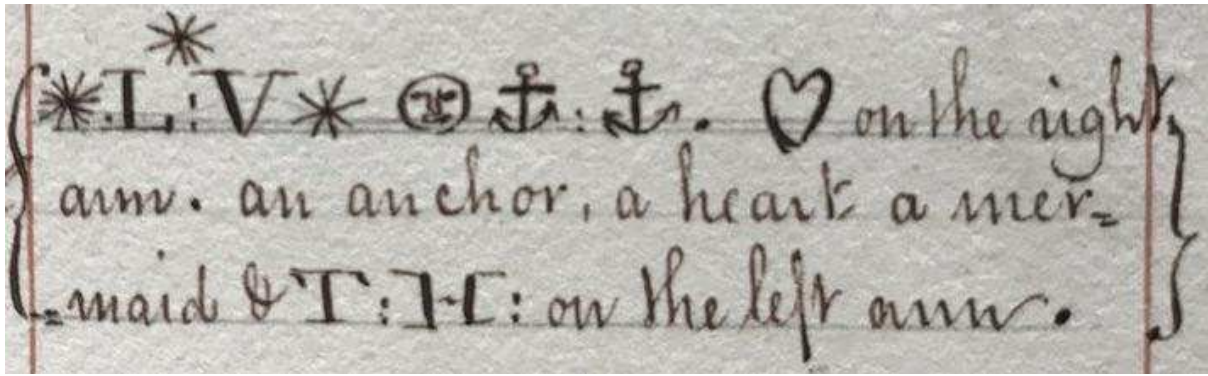 L:V : . on the right
arm. an anchor, a heart a mer=
=maid & T:H: on the left arm.